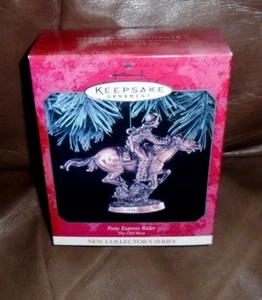 Hallmark
KEEPSAKE
ORNAMENT
Pony Express Rider
The Old West
NEW COLLECTOR'S SERIES